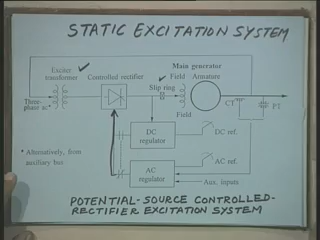 STATIC EXCITATION SYSTEM
Main generator
Exciter
transformer
Controlled rectifier
Slip ring
Field
Armature
Three-
phase ac*
CT
PT
Field
DC
regulator
DC ref.
* Alternatively, from
auxiliary bus
AC
regulator
AC ref.
Aux. inputs
POTENTIAL-SOURCE CONTROLLED-
RECTIFIER EXCITATION SYSTEM